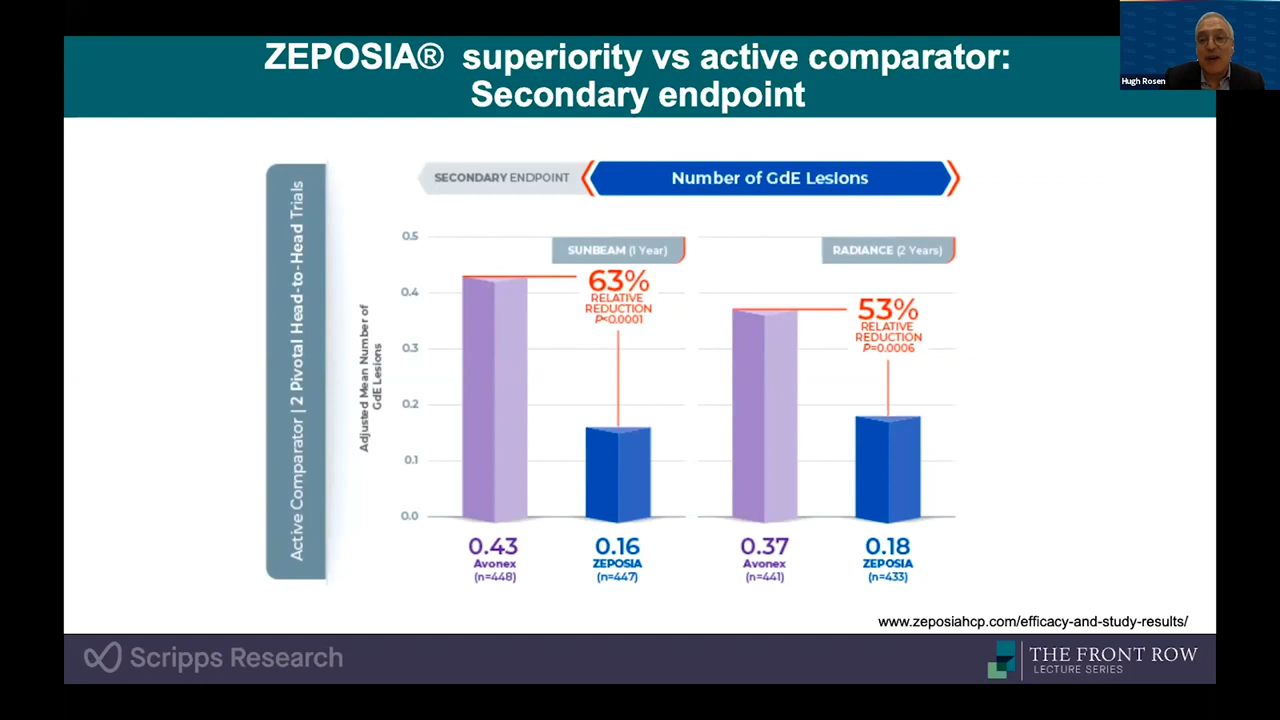 ZEPOSIA® superiority vs active comparator:
Secondary endpoint
Hugh Rosen
Active Comparator | 2 Pivotal Head-to-Head Trials
SECONDARY ENDPOINT
Number of GdE Lesions
Adjusted Mean Number of
GdE Lesions
0.5
0.4
0.3
0.2
0.1
0.0
SUNBEAM (1 Year)
63%
RELATIVE
REDUCTION
P<0.0001
0.43
Avonex
(n=448)
0.16
ZEPOSIA
(n=447)
RADIANCE (2 Years)
53%
RELATIVE
REDUCTION
P=0.0006
0.37
Avonex
(n=441)
0.18
ZEPOSIA
(n=433)
www.zeposiahcp.com/efficacy-and-study-results/
Scripps Research
THE FRONT ROW
LECTURE SERIES